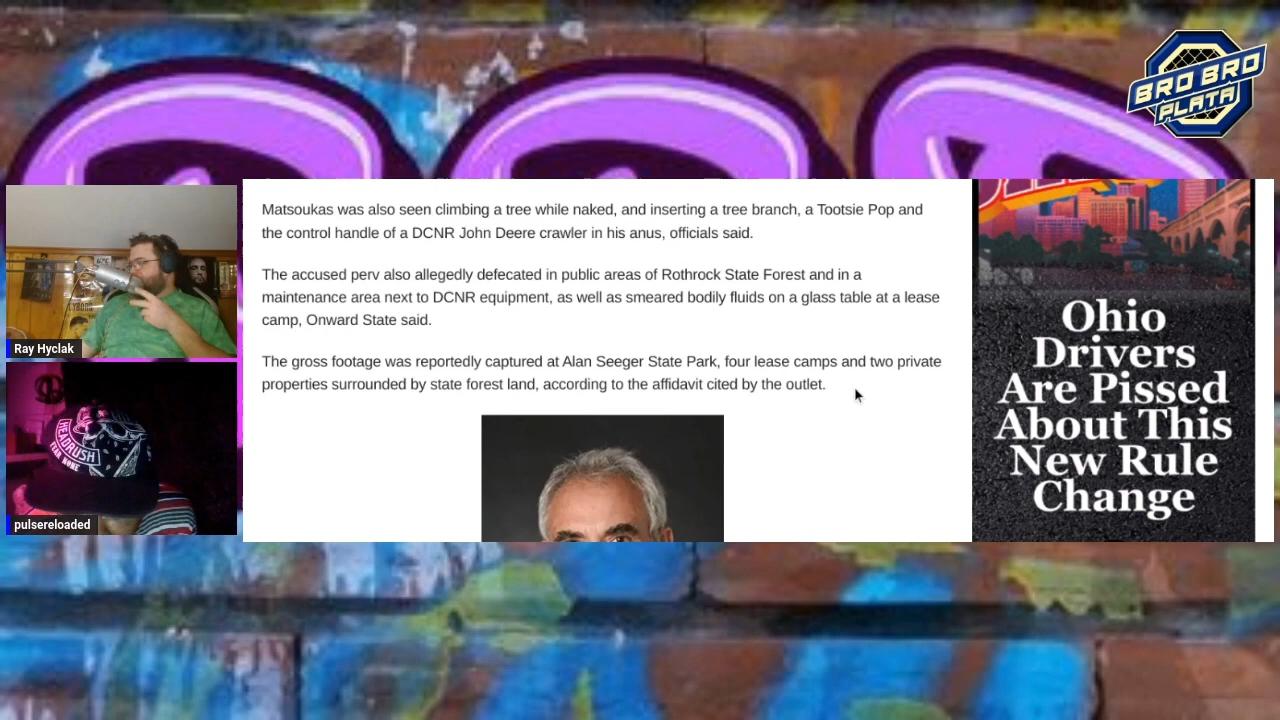 BRO BRO
PLATA
Matsoukas was also seen climbing a tree while naked, and inserting a tree branch, a Tootsie Pop and
the control handle of a DCNR John Deere crawler in his anus, officials said.
The accused perv also allegedly defecated in public areas of Rothrock State Forest and in a
maintenance area next to DCNR equipment, as well as smeared bodily fluids on a glass table at a lease
camp, Onward State said.
The gross footage was reportedly captured at Alan Seeger State Park, four lease camps and two private
properties surrounded by state forest land, according to the affidavit cited by the outlet.
Ohio
Drivers
Are Pissed
About This
New Rule
Change
Ray Hyclak
HEADRUSH
FEAR NONE
pulsereloaded